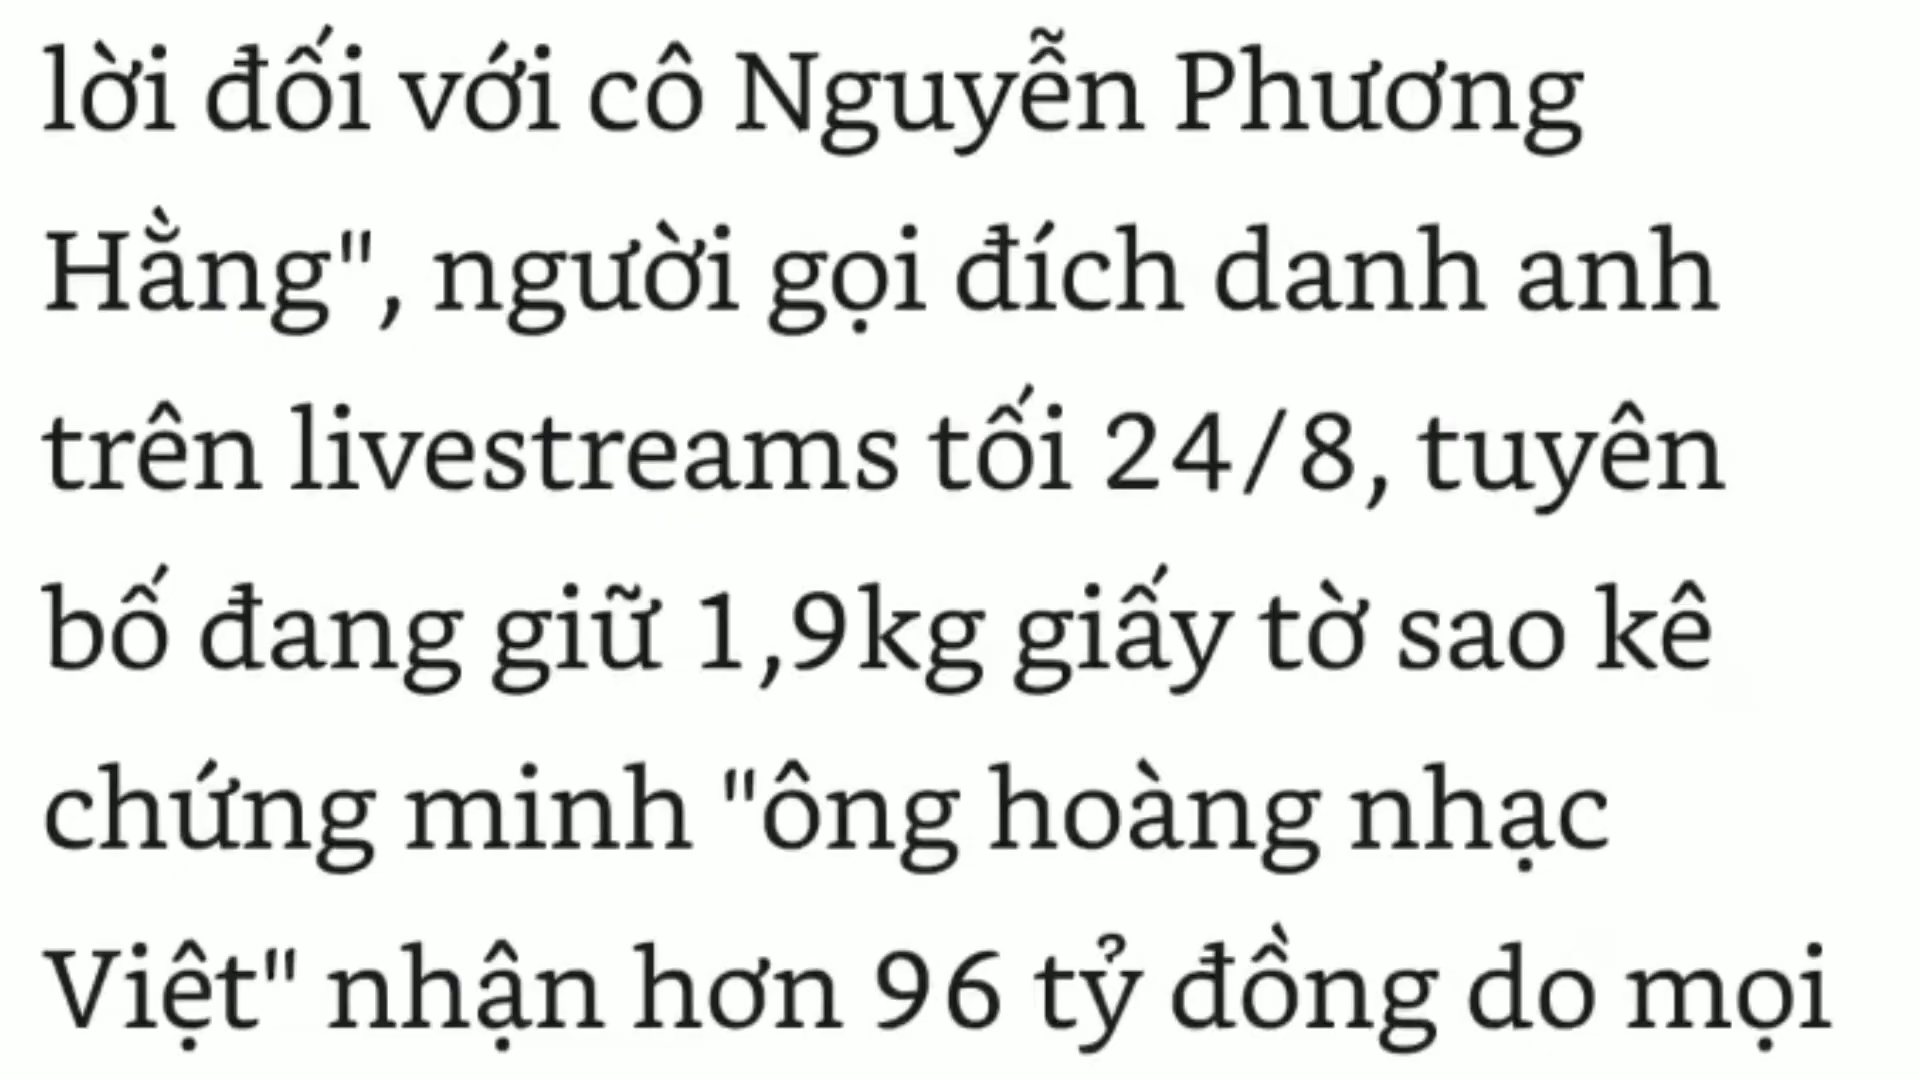 lời đối với cô Nguyễn Phương
Hằng", người gọi đích danh anh
trên livestreams tối 24/8, tuyên
bố đang giữ 1,9kg giấy tờ sao kê
chứng minh "ông hoàng nhạc
Việt" nhận hơn 96 tỷ đồng do mọi